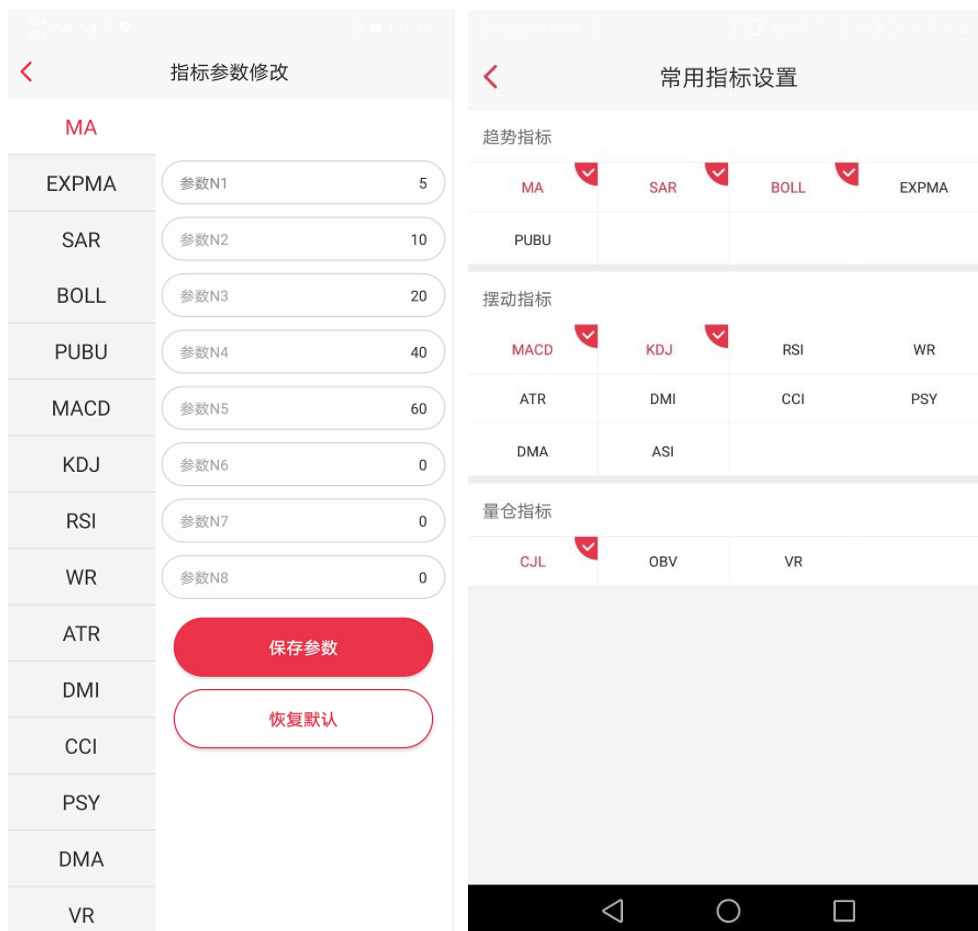 指标参数修改
MA
EXPMA
参数N1 5
SAR
参数N2 10
BOLL
参数N3 20
PUBU
参数N4 40
MACD
参数N5 60
KDJ
参数N6 0
RSI
参数N7 0
WR
参数N8 0
ATR
保存参数
DMI
恢复默认
CCI
PSY
DMA
VR
常用指标设置
趋势指标
MA SAR BOLL EXPMA
PUBU
摆动指标
MACD KDJ RSI WR
ATR DMI CCI PSY
DMA ASI
量仓指标
CJL OBV VR